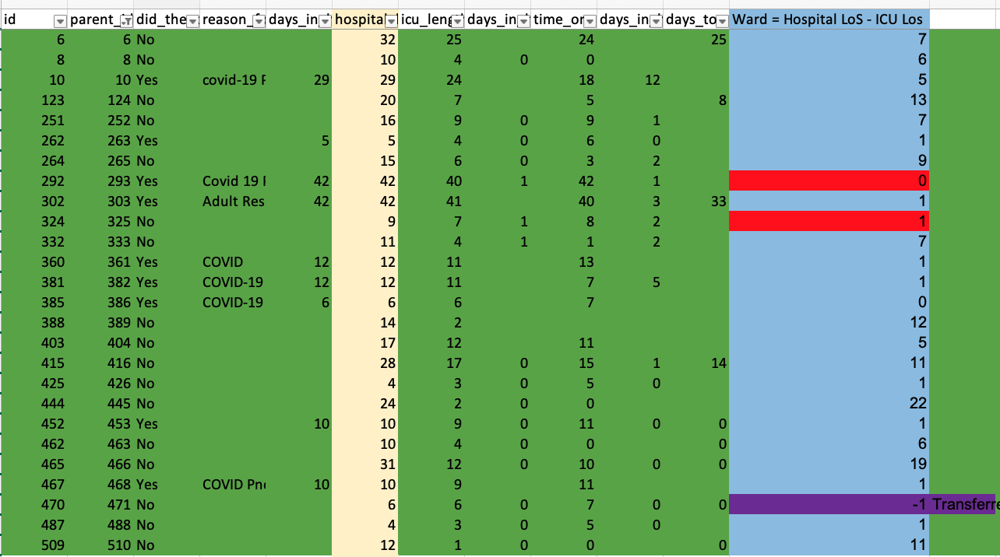 id parent_i did_the reason_f days_in hospital icu_lengt days_in time_or days_in days_to Ward = Hospital LoS - ICU Los
6 6 No 32 25 24 25 7
8 8 No 10 4 0 0 6
10 10 Yes covid-19 F 29 29 24 18 12 5
123 124 No 20 7 5 8 13
251 252 No 16 9 0 9 1 7
262 263 Yes 5 5 4 0 6 0 1
264 265 No 15 6 0 3 2 9
292 293 Yes Covid 19 F 42 42 40 1 42 1 0
302 303 Yes Adult Res 42 42 41 40 3 33 1
324 325 No 9 7 1 8 2 1
332 333 No 11 4 1 1 2 7
360 361 Yes COVID 12 12 11 13 1
381 382 Yes COVID-19 12 12 11 7 5 1
385 386 Yes COVID-19 6 6 6 7 0
388 389 No 14 2 12
403 404 No 17 12 11 5
415 416 No 28 17 0 15 1 14 11
425 426 No 4 3 0 5 0 1
444 445 No 24 2 0 0 22
452 453 Yes 10 10 9 0 11 0 0 1
462 463 No 10 4 0 0 0 6
465 466 No 31 12 0 10 0 0 19
467 468 Yes COVID Pne 10 10 9 11 1
470 471 No 6 6 0 7 0 0 -1 Transferre
487 488 No 4 3 0 5 0 1
509 510 No 12 1 0 0 0 11